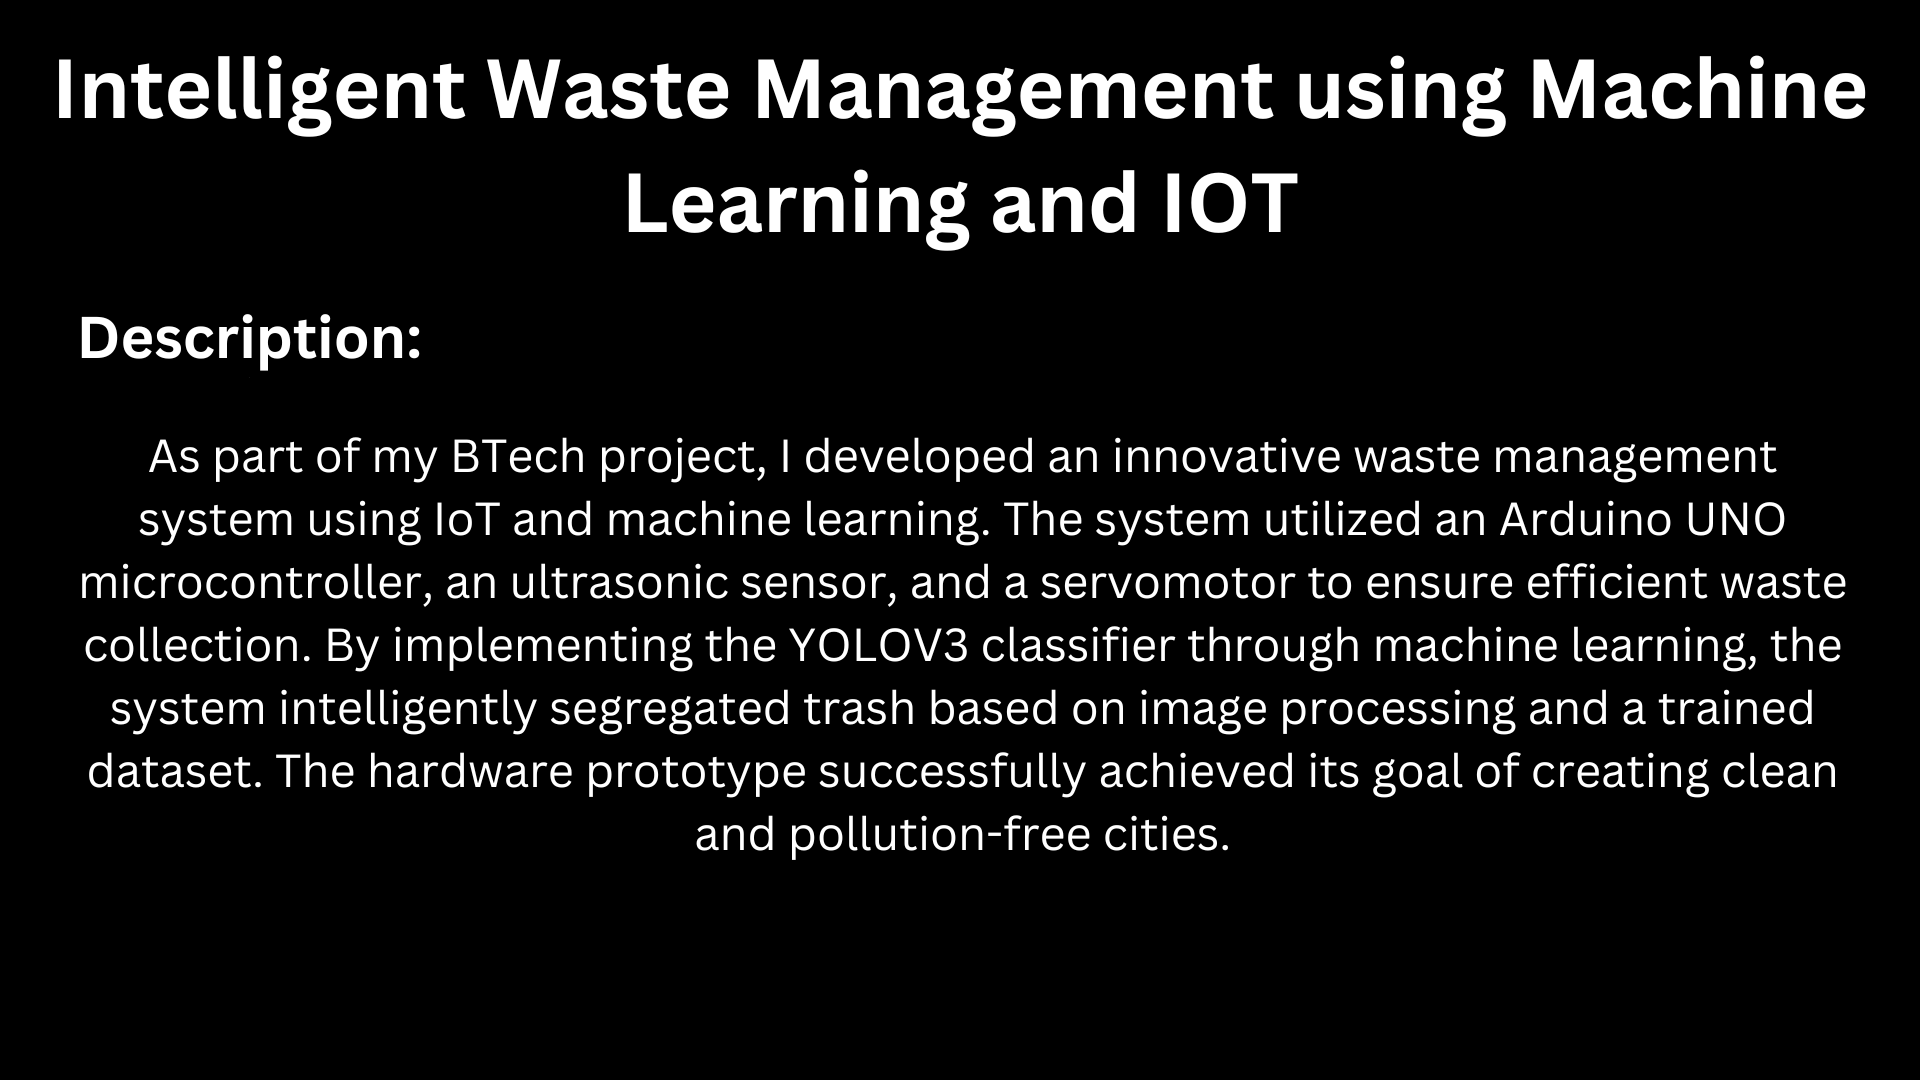 Intelligent Waste Management using Machine
Learning and IOT
Description:
As part of my BTech project, I developed an innovative waste management
system using IoT and machine learning. The system utilized an Arduino UNO
microcontroller, an ultrasonic sensor, and a servomotor to ensure efficient waste
collection. By implementing the YOLOV3 classifier through machine learning, the
system intelligently segregated trash based on image processing and a trained
dataset. The hardware prototype successfully achieved its goal of creating clean
and pollution-free cities.